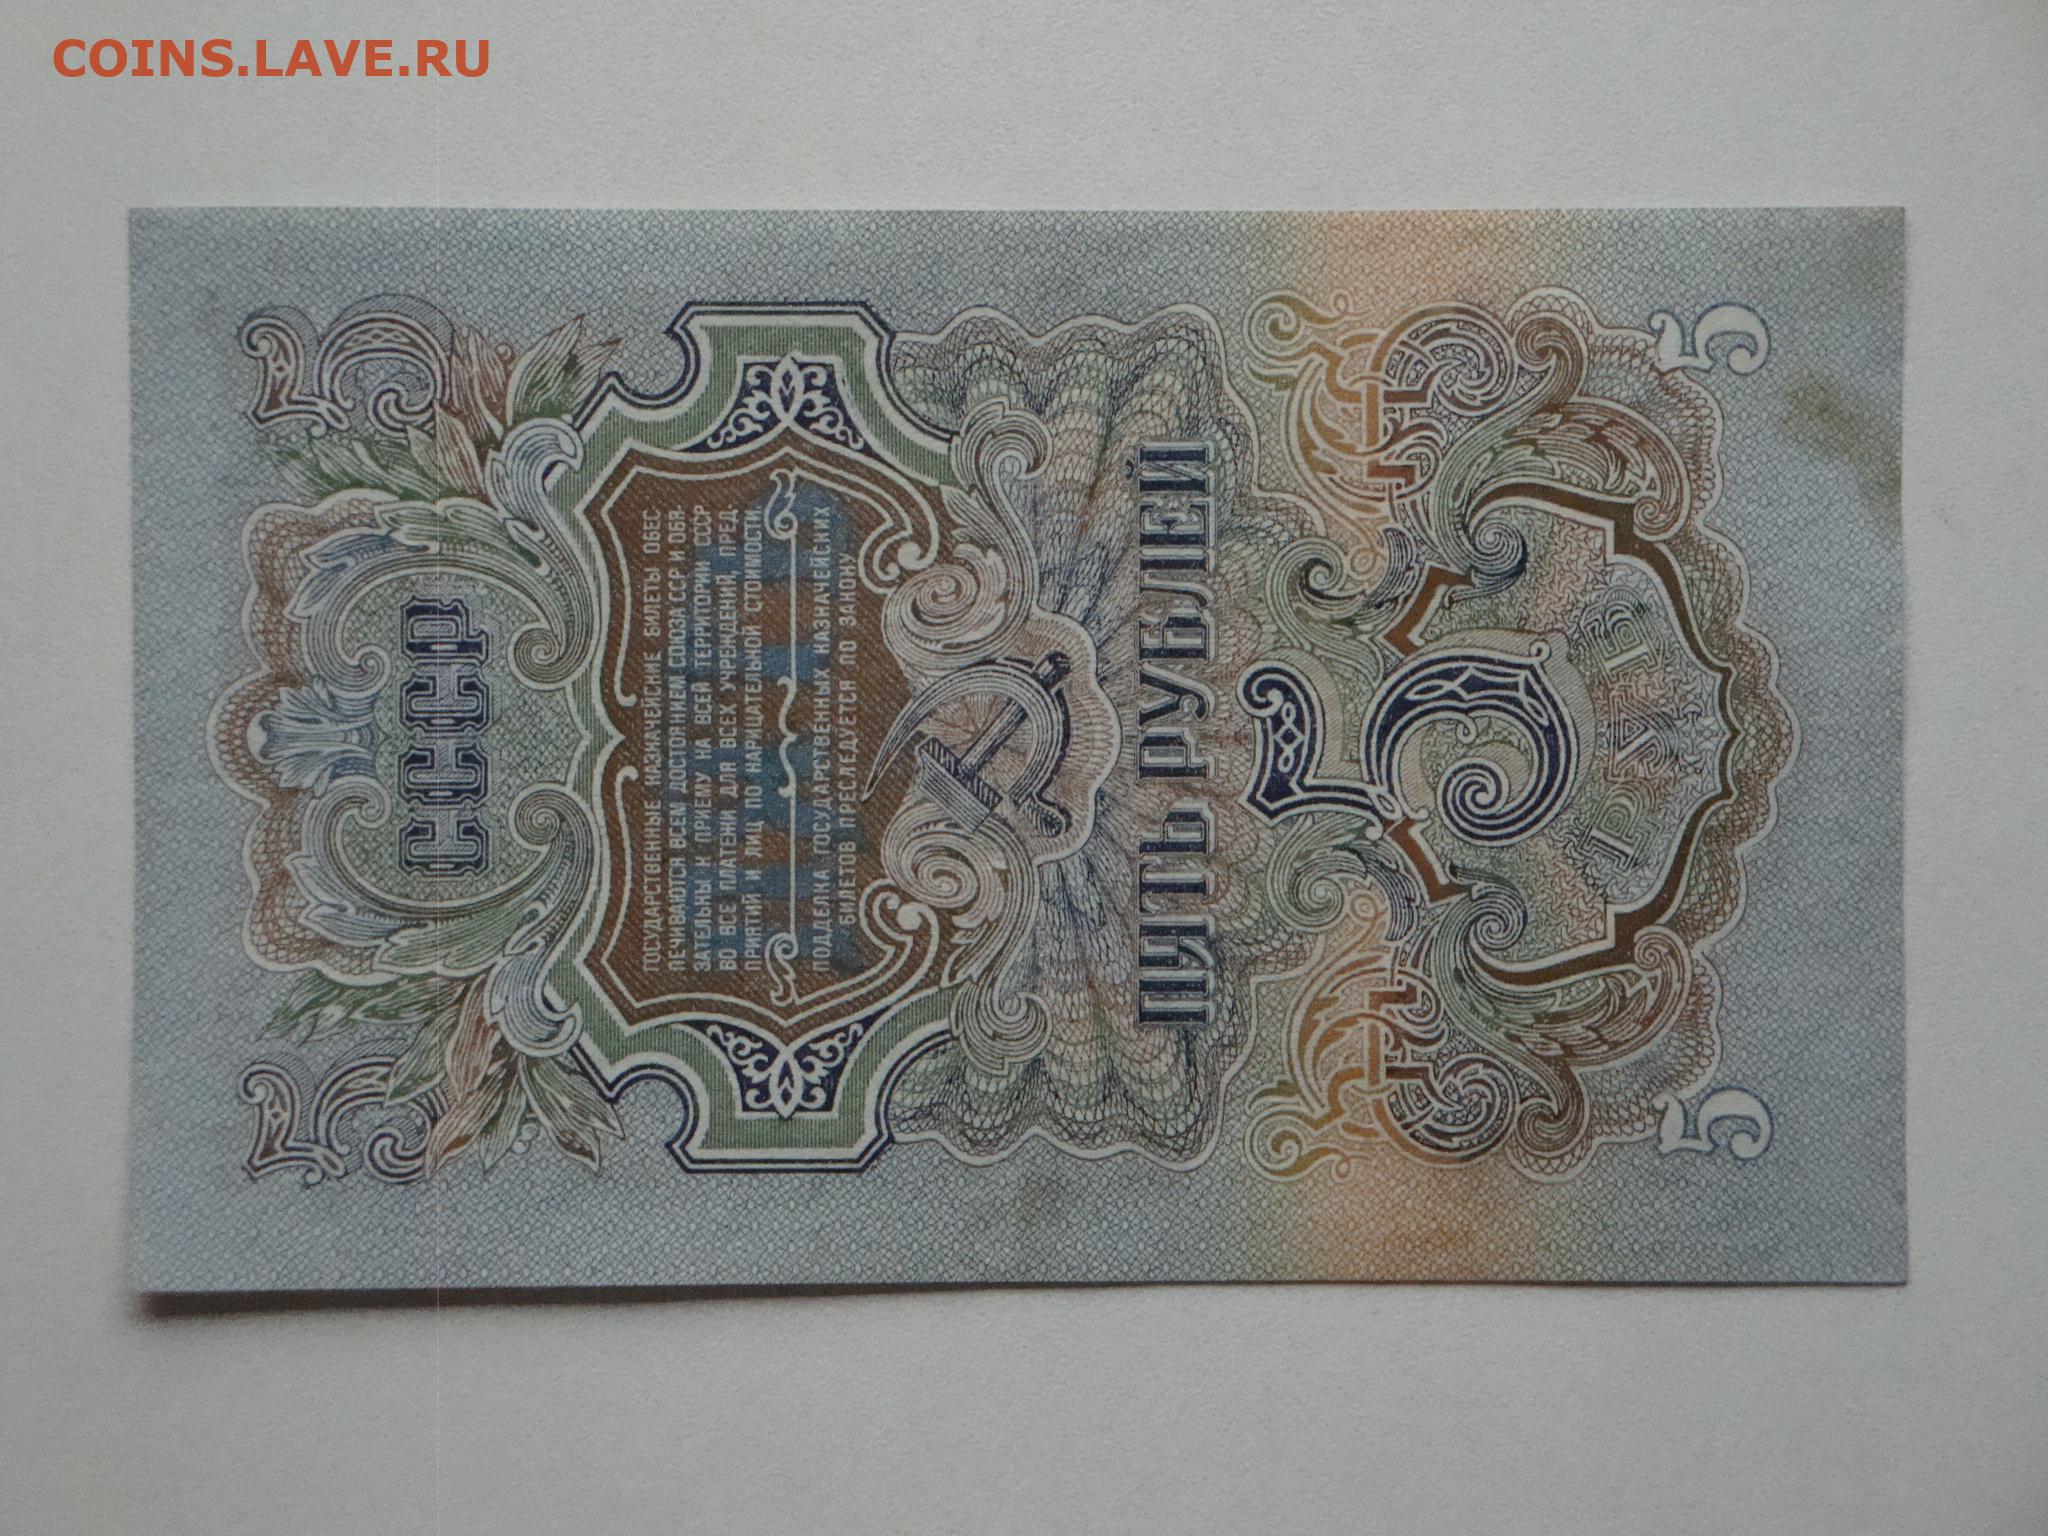 COINS.LAVE.RU
5 5
СССР
ГОСУДАРСТВЕННЫЕ КАЗНАЧЕЙСКИЕ БИЛЕТЫ ОБЕС-
ПЕЧИВАЮТСЯ ВСЕМ ДОСТОЯНИЕМ СОЮЗА ССР И ОБЯ-
ЗАТЕЛЬНЫ К ПРИЕМУ НА ВСЕЙ ТЕРРИТОРИИ СССР
ВО ВСЕ ПЛАТЕЖИ ДЛЯ ВСЕХ УЧРЕЖДЕНИЙ, ПРЕД-
ПРИЯТИЙ И ЛИЦ ПО НАРИЦАТЕЛЬНОЙ СТОИМОСТИ.
ПОДДЕЛКА ГОСУДАРСТВЕННЫХ КАЗНАЧЕЙСКИХ
БИЛЕТОВ ПРЕСЛЕДУЕТСЯ ПО ЗАКОНУ
ПЯТЬ РУБЛЕЙ
5
РУБ
5 5